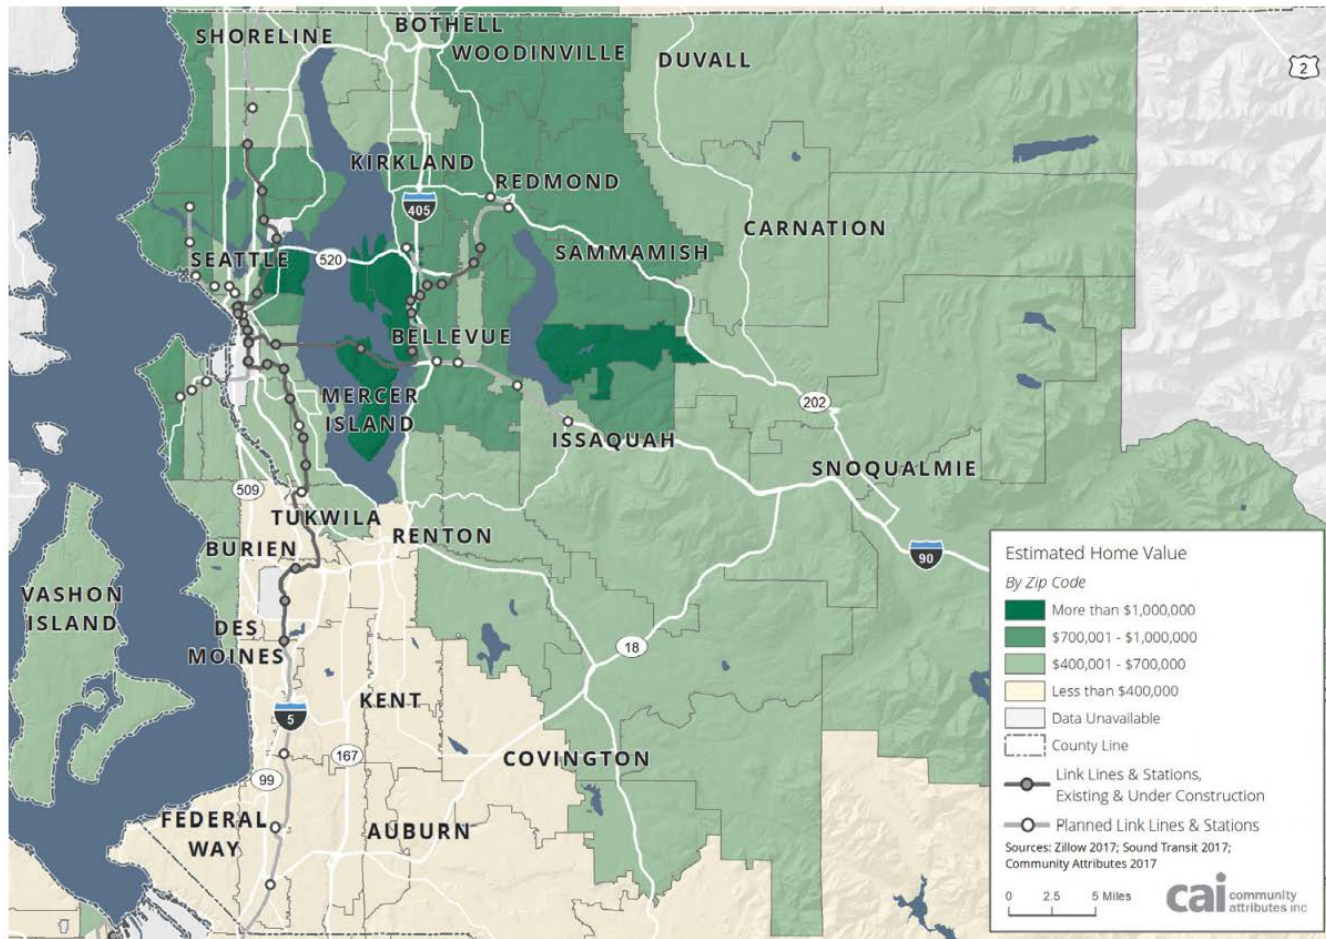 SHORELINE
BOTHELL
WOODINVILLE
DUVALL
2
KIRKLAND
REDMOND
405
CARNATION
SEATTLE
520
SAMMAMISH
BELLEVUE
MERCER
ISLAND
202
ISSAQUAH
SNOQUALMIE
509
TUKWILA
RENTON
BURIEN
90
VASHON
ISLAND
DES
MOINES
18
KENT
5
167
COVINGTON
99
FEDERAL
WAY
AUBURN
Estimated Home Value
By Zip Code
More than $1,000,000
$700,001 - $1,000,000
$400,001 - $700,000
Less than $400,000
Data Unavailable
County Line
Link Lines & Stations,
Existing & Under Construction
Planned Link Lines & Stations
Sources: Zillow 2017; Sound Transit 2017;
Community Attributes 2017
0 2.5 5 Miles
cai community
attributes inc